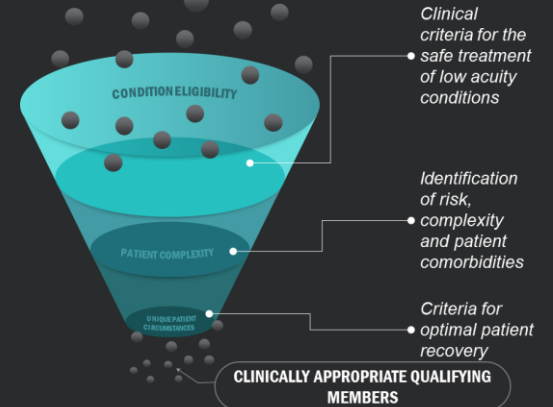 Clinical
criteria for the
safe treatment
of low acuity
conditions
CONDITION ELIGIBILITY
Identification
of risk,
complexity
and patient
comorbidities
PATIENT COMPLEXITY
Criteria for
optimal patient
recovery
UNIQUE PATIENT
CIRCUMSTANCES
CLINICALLY APPROPRIATE QUALIFYING
MEMBERS